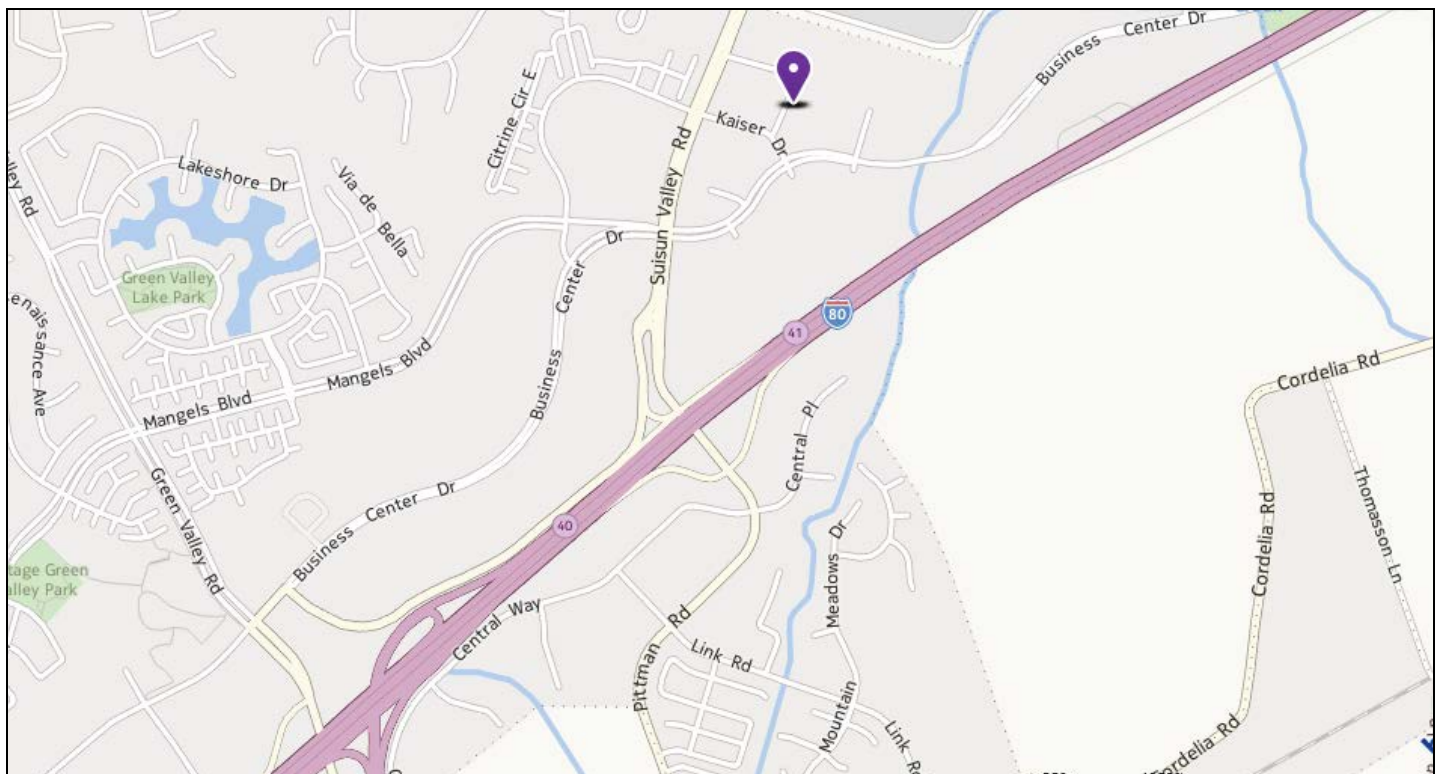 Business Center Dr
Citrine Cir E
Kaiser Dr
Suisun Valley Rd
Lakeshore Dr
Via de Bella
Dr
Green Valley
Lake Park
Business Center
80
41
Mangels Blvd
Mangels Blvd
Cordelia Rd
Central Pl
Green Valley Rd
Business Center Dr
40
Cordelia Rd
Cordelia Rd
Thomasson Ln
Meadows Dr
Central Way
Pittman Rd
Link Rd
Mountain
Link